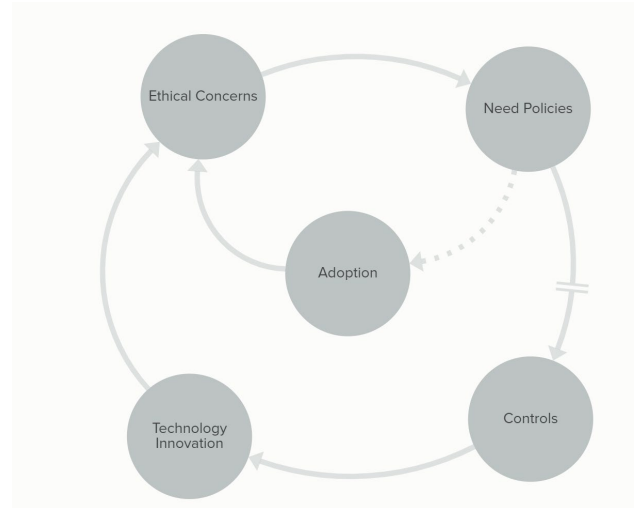 Ethical Concerns
Need Policies
Adoption
Technology
Innovation
Controls